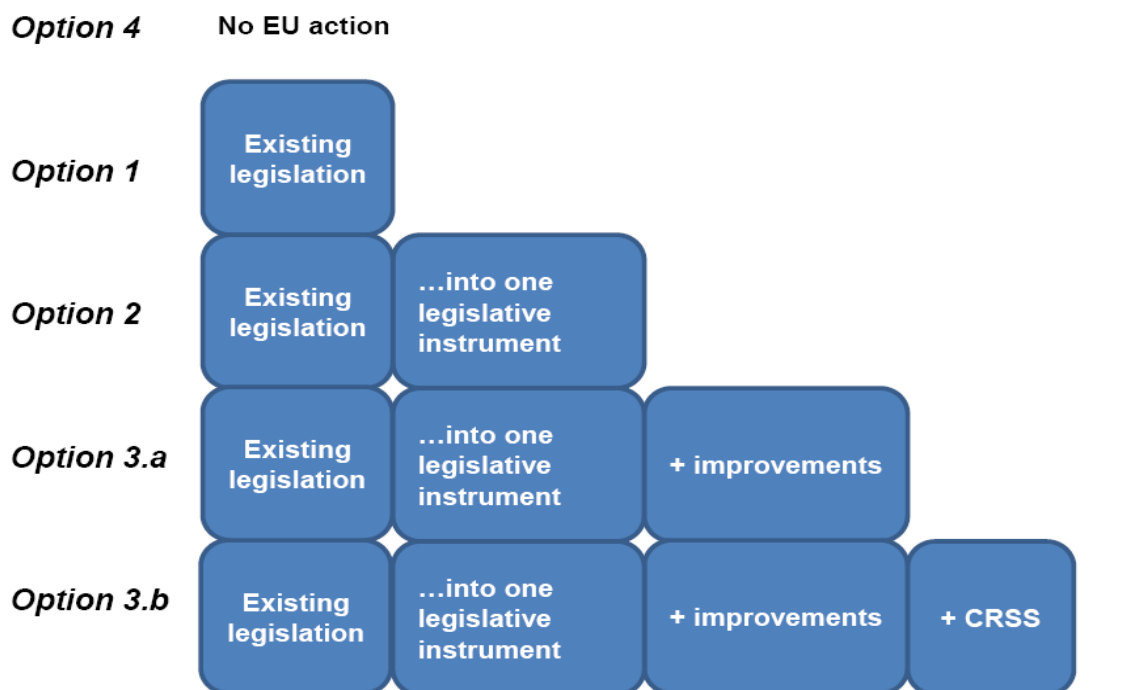 Option 4
No EU action
Option 1
Existing
legislation
Option 2
Existing
legislation
…into one
legislative
instrument
Option 3.a
Existing
legislation
…into one
legislative
instrument
+ improvements
Option 3.b
Existing
legislation
…into one
legislative
instrument
+ improvements
+ CRSS